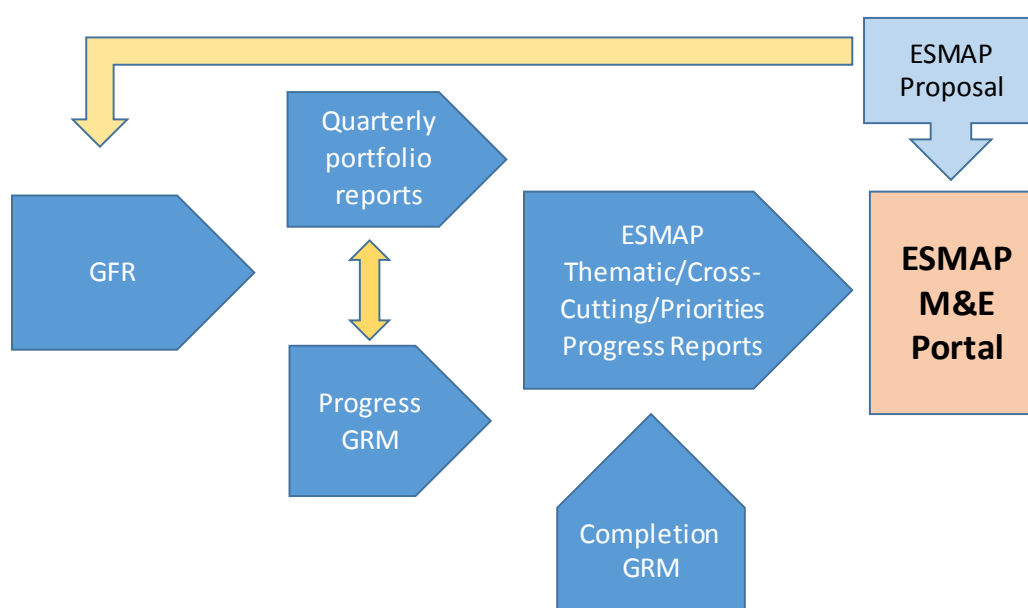 ESMAP
Proposal
Quarterly
portfolio
reports
GFR
ESMAP
Thematic/Cross-
Cutting/Priorities
Progress Reports
ESMAP
M&E
Portal
Progress
GRM
Completion
GRM